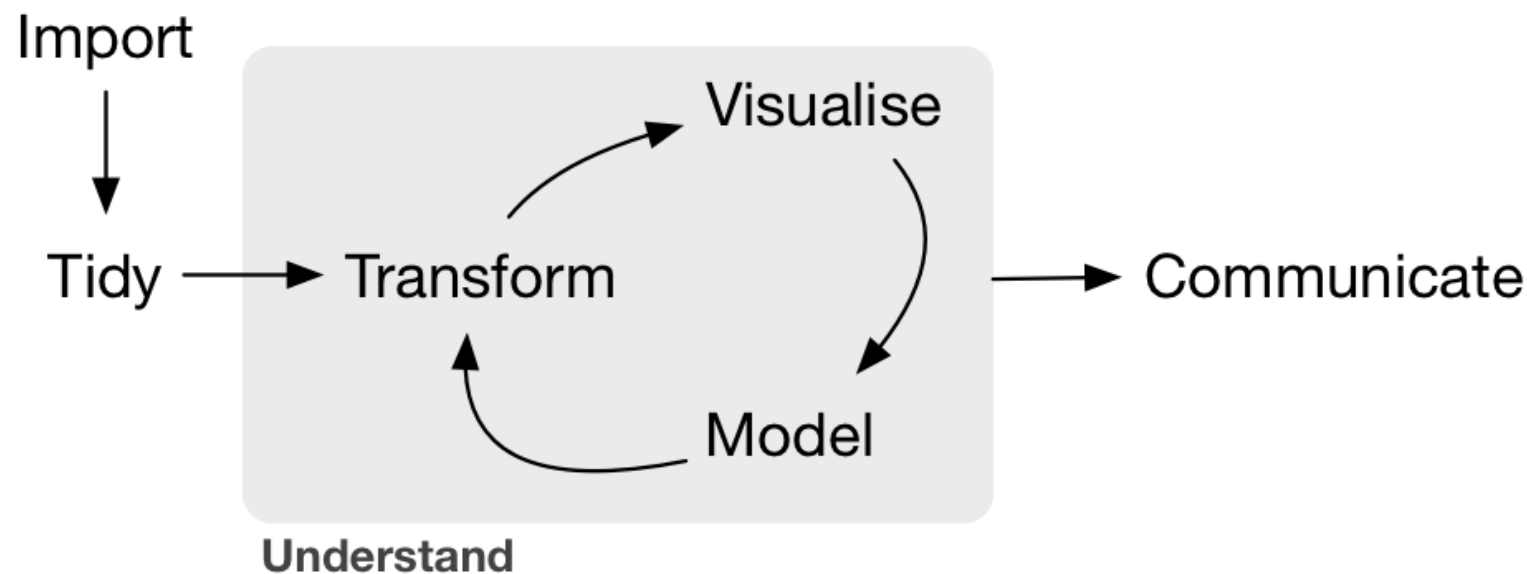 Import
Visualise
Tidy
Transform
Communicate
Model
Understand